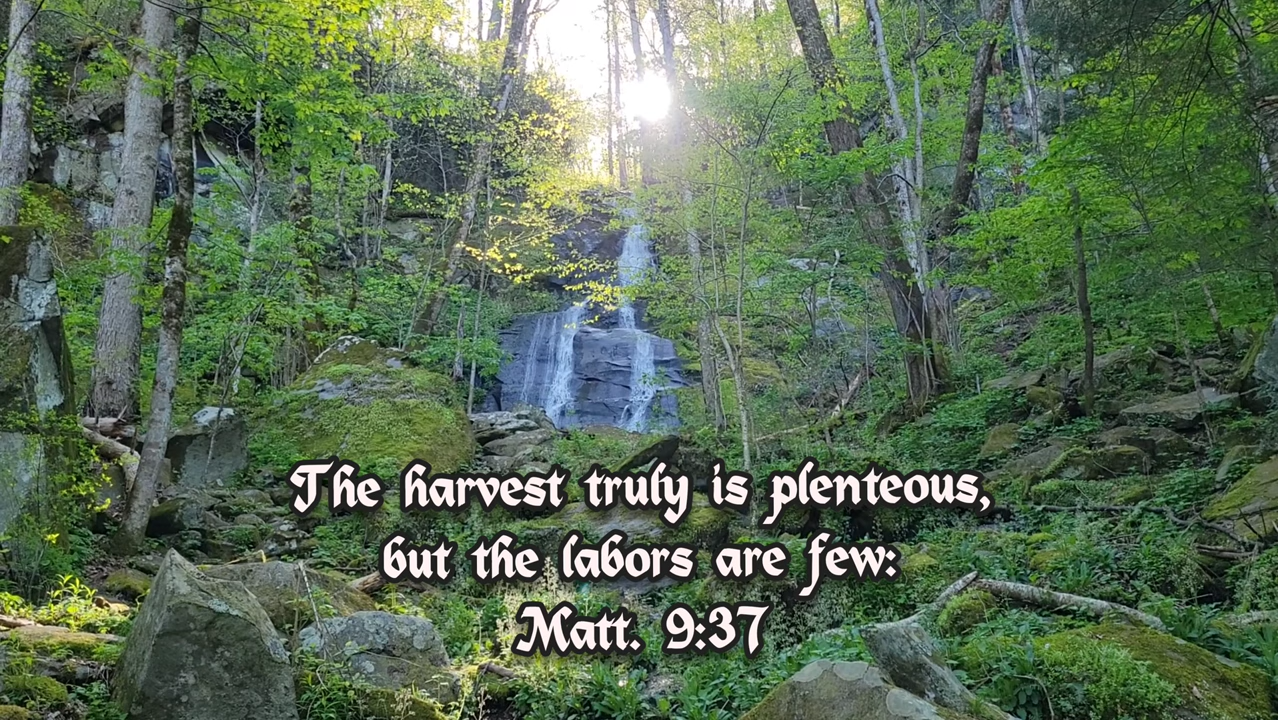 The harvest truly is plenteous,
but the labors are few:
Matt. 9:37